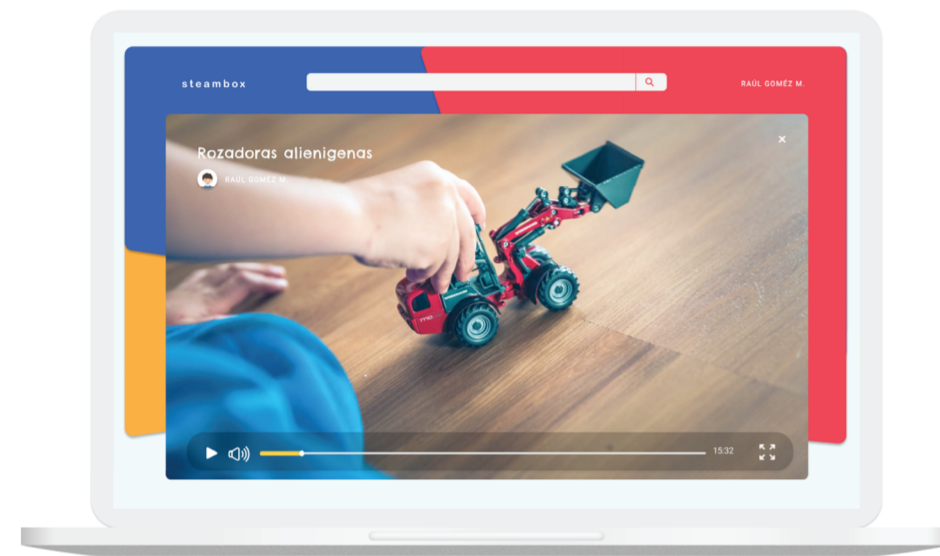 steambox
RAÚL GOMÉZ M.
Rozadoras alienigenas
RAÚL GOMÉZ M.
15:32